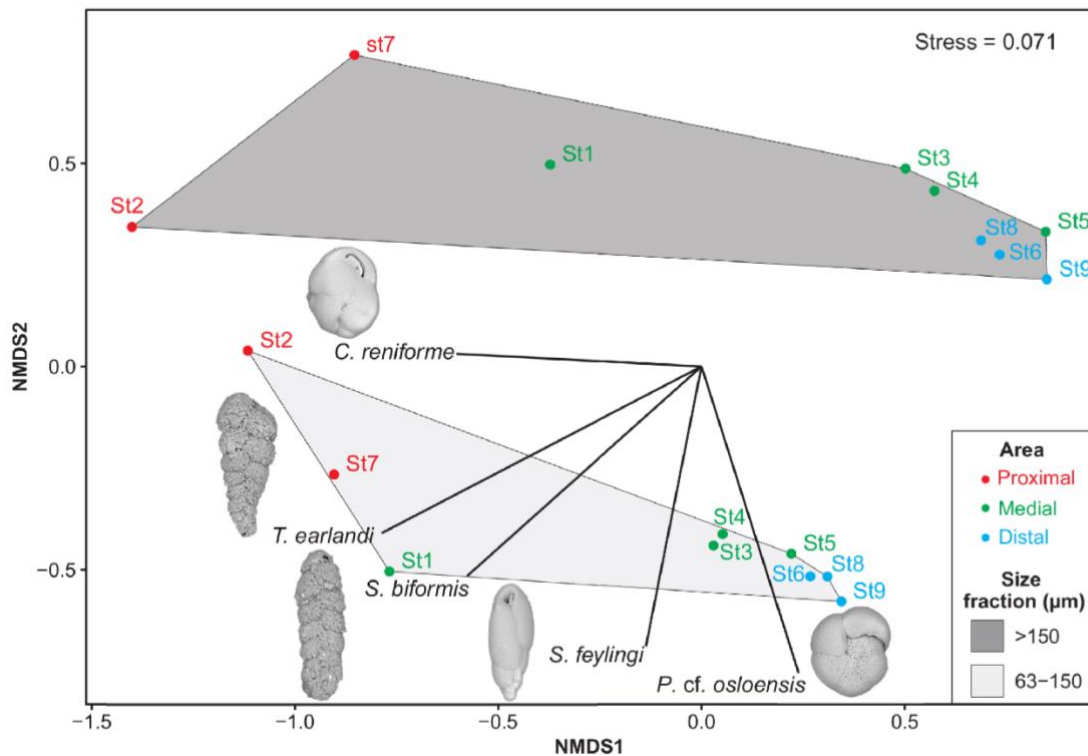 Stress = 0.071
st7
St1
St3
St4
St2
St5
St8
St6
St9
0.5
NMDS2
0.0
−0.5
St2
C. reniforme
St7
T. earlandi
St1
S. biformis
St4
St3
St5
St6
St8
St9
S. feylingi
P. cf. osloensis
Area
Proximal
Medial
Distal
Size
fraction (µm)
>150
63−150
−1.5
−1.0
−0.5
0.0
0.5
NMDS1